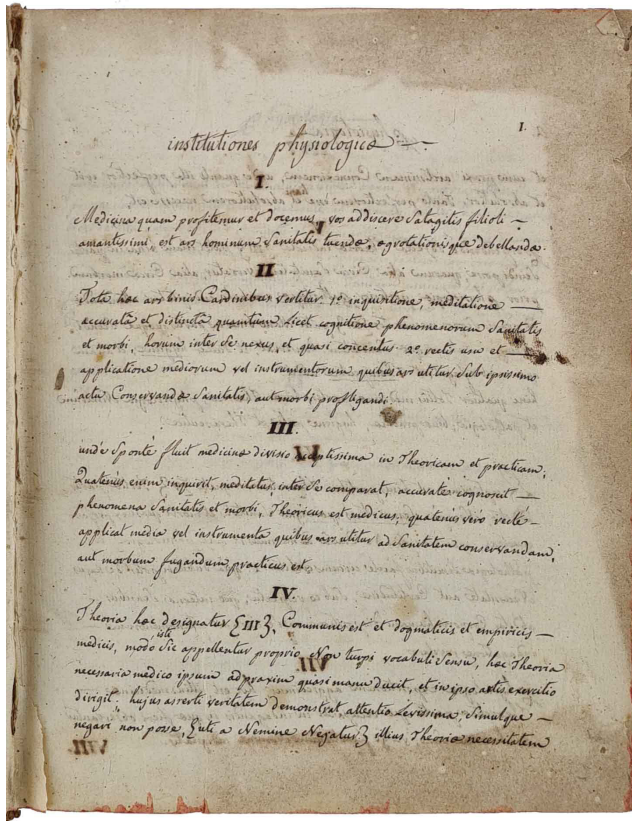 1.
institutiones physiologicæ
I.
Medicina quam profitemur et docemus, vos addiscere Satagitis filioli
amantissimi, est ars hominum Sanitatis tuendæ, ægrotationisque debellandæ.
II
Tota hæc ars binis Cardinibus vertitur. 1º inquisitione, meditatione
accuratâ et distinctâ quantum Licet cognitione phenomenorum Sanitatis
et morbi, horum inter Se nexus, et quasi concentus 2º rectis usu et
applicatione mediorum vel instrumentorum quibus ars utitur Sub ipsissimo
actu Conservandæ Sanitatis, aut morbi profligandi
III.
undè Sponte fluit medicinæ divisio aptissima in Theoricam et practicam.
Quatenus enim inquirit, meditatur, inter Se comparat, accurate cognoscit
phenomena Sanitatis et morbi, Theoricus est medicus, quatenus vero rectè
applicat media vel instrumenta quibus ars utitur ad Sanitatem conservandam,
aut morbum fugandum, practicus est
IV.
Theoria hæc designatur {III}, Communis est et dogmaticis et empiricis
medicis, modo isti Sic appellentur proprio, Non turpi vocabuli Sensu, hæc Theoria
necessaria medico ipsum ad praxim quasi manu ducit, et in ipso artis exercitio
dirigit, hujus asserti veritatem demonstrat attentio Levissima, Simulque
negari non posse, {uti a Nemine Negatur} illius Theoriæ necessitatem